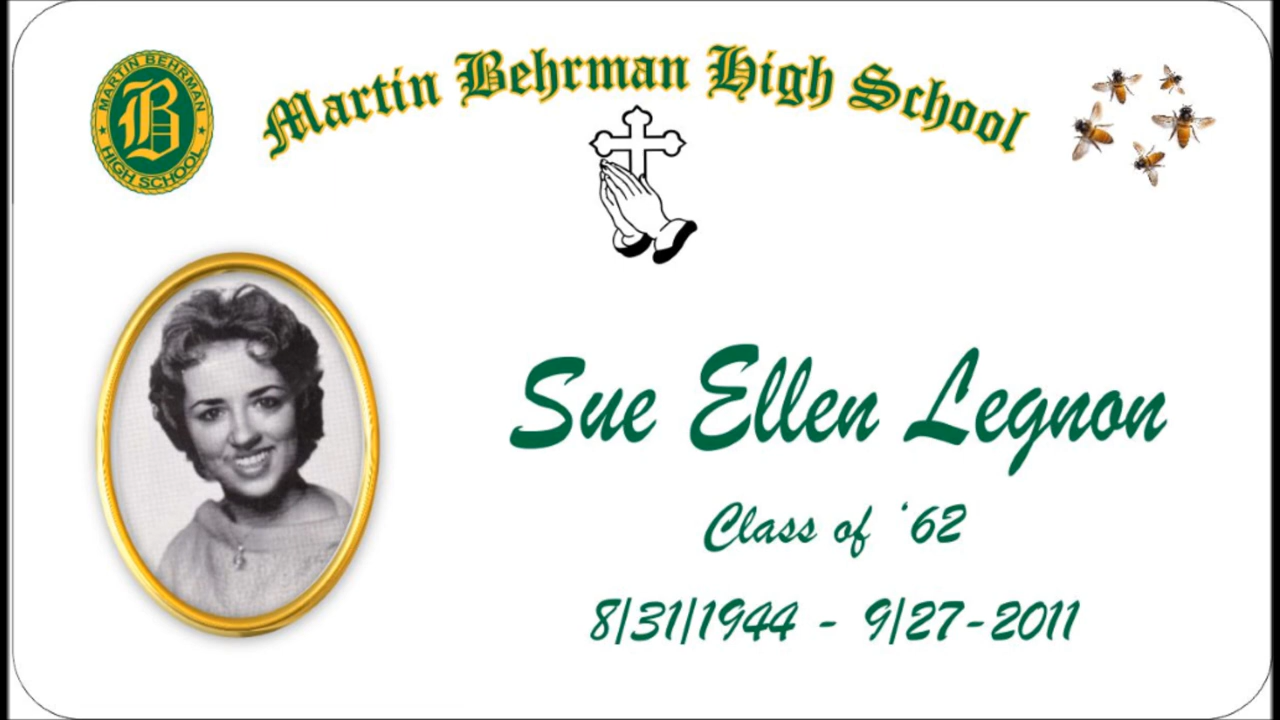 Martin Behrman High School
MARTIN BEHRMAN
B
HIGH SCHOOL
Sue Ellen Legnon
Class of ‘62
8/31/1944 - 9/27-2011